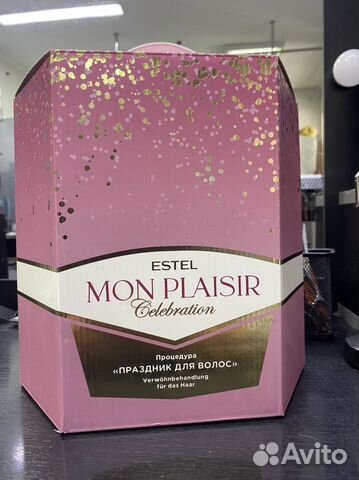 ESTEL
MON PLAISIR
Celebration
Процедура
«ПРАЗДНИК ДЛЯ ВОЛОС»
Verwöhnbehandlung
für das Haar
Avito